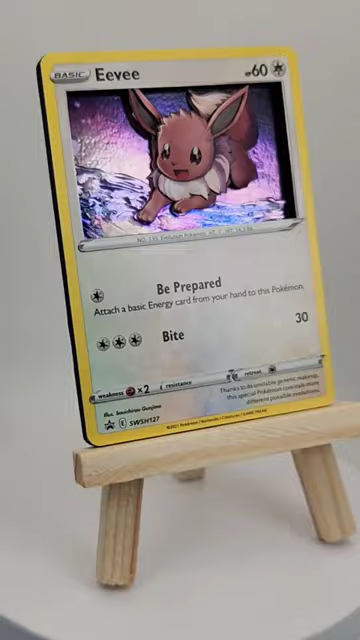 BASIC Eevee HP60
Be Prepared
Attach a basic Energy card from your hand to this Pokémon.
Bite 30
weakness ×2 resistance retreat
Illus. Souichirou Gunjima
Thanks to its unstable genetic makeup,
this special Pokémon conceals many
different possible evolutions.
E SWSH127
©2021 Pokémon / Nintendo / Creatures / GAME FREAK